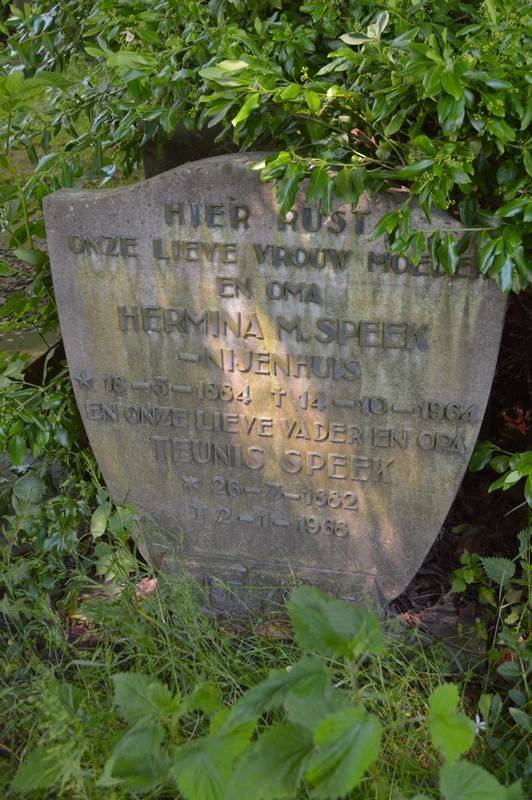 HIER RUST
ONZE LIEVE VROUW MOEDER
EN OMA
HERMINA M. SPEEK
-NIJENHUIS
* 18-5-1884 † 14-10-1964
EN ONZE LIEVE VADER EN OPA
TEUNIS SPEEK
* 26-7-1882
† 2-11-1968